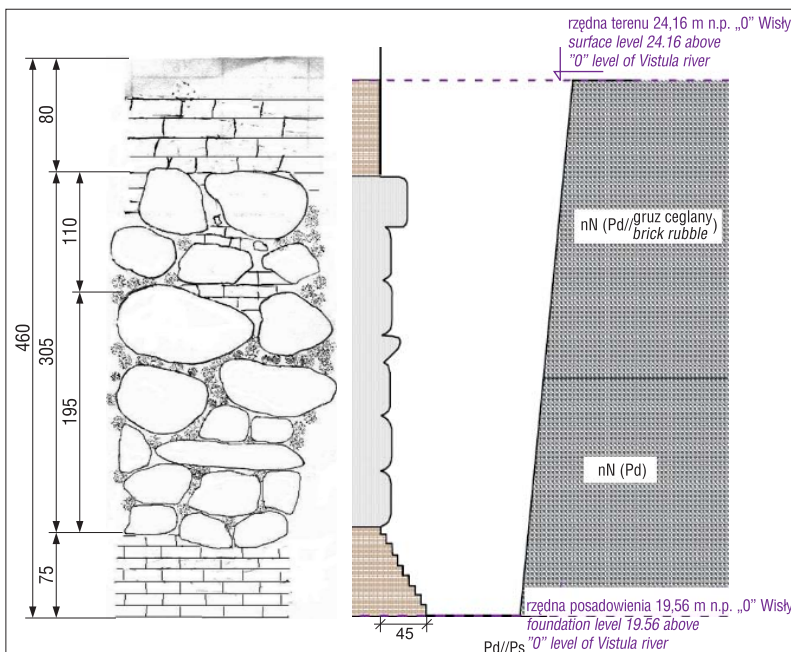 rzędna terenu 24,16 m n.p. „0” Wisły
surface level 24.16 above
”0” level of Vistula river
80
110
460
305
195
75
nN (Pd//gruz ceglany)
brick rubble
nN (Pd)
45
Pd//Ps
rzędna posadowienia 19,56 m n.p. „0” Wisły
foundation level 19.56 above
”0” level of Vistula river